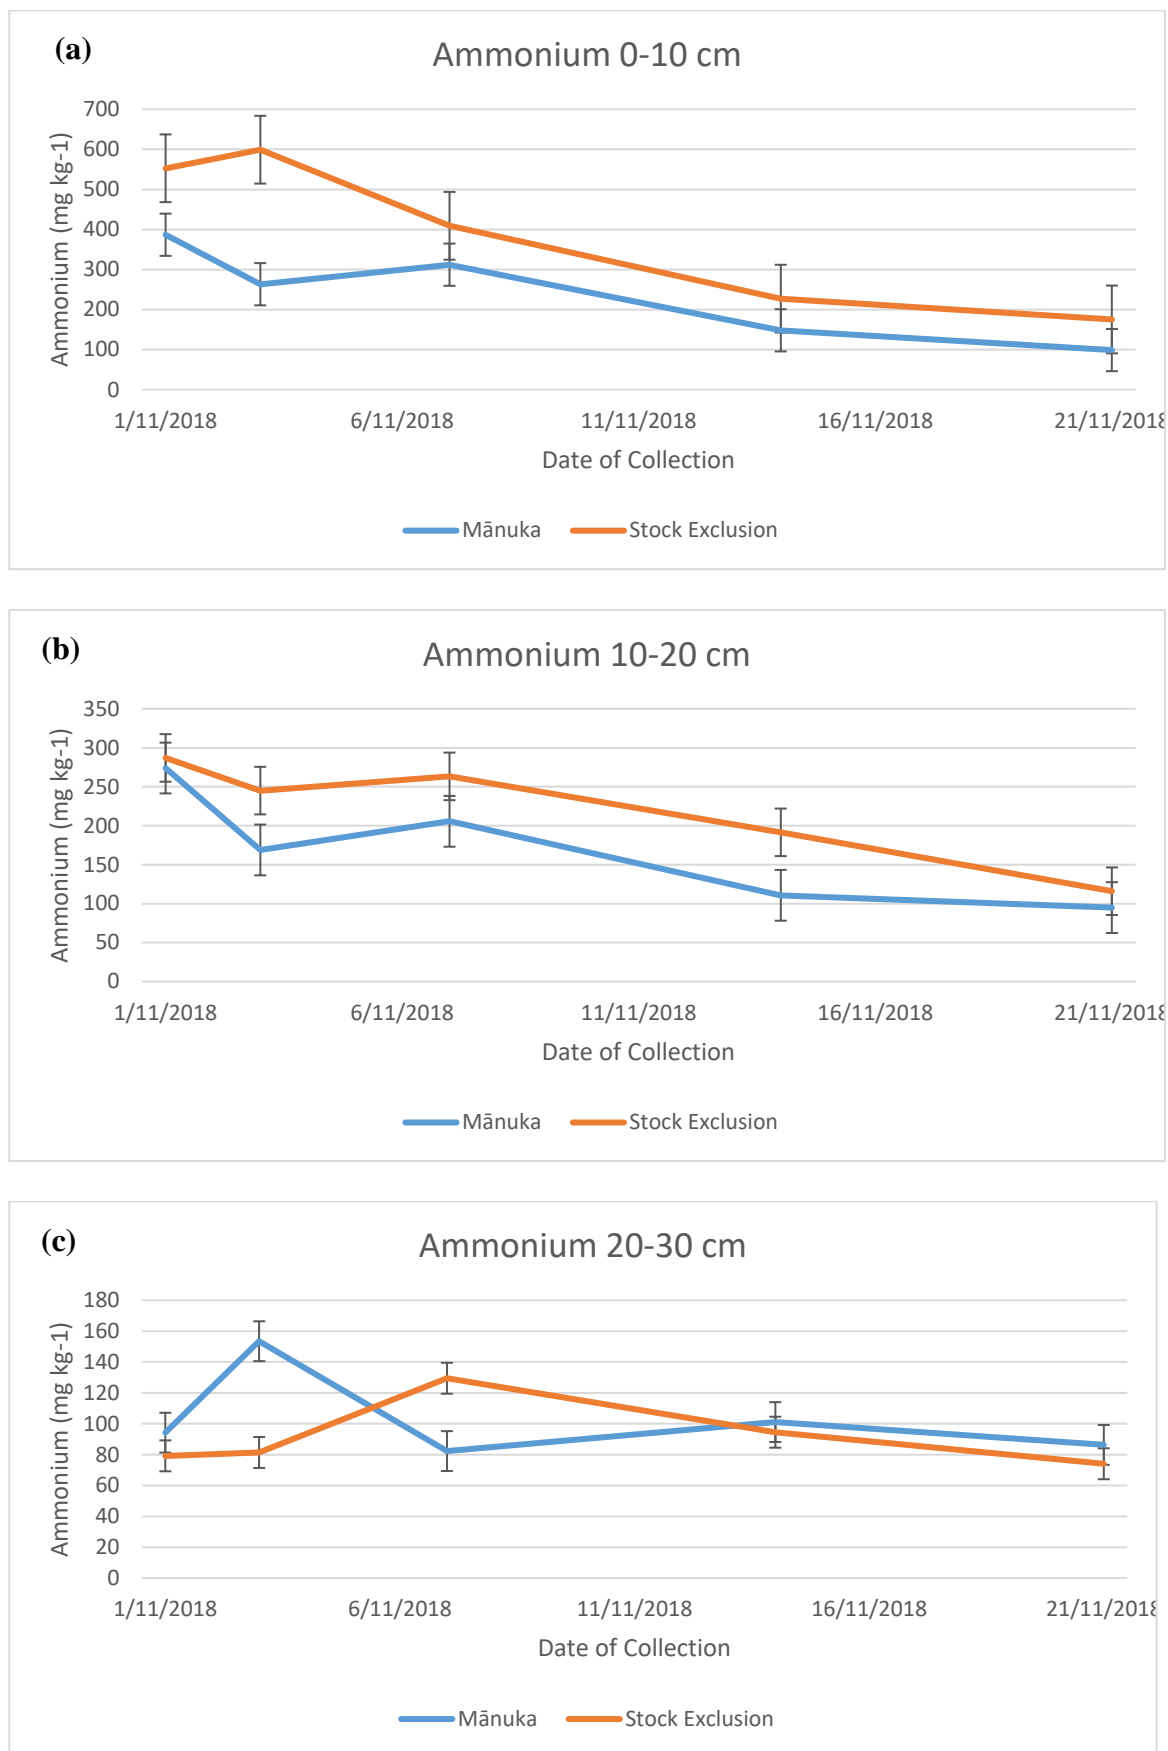 (a)
Ammonium 0-10 cm
Ammonium (mg kg-1)
700
600
500
400
300
200
100
0
1/11/2018 6/11/2018 11/11/2018 16/11/2018 21/11/2018
Date of Collection
Mānuka Stock Exclusion
(b)
Ammonium 10-20 cm
Ammonium (mg kg-1)
350
300
250
200
150
100
50
0
1/11/2018 6/11/2018 11/11/2018 16/11/2018 21/11/2018
Date of Collection
Mānuka Stock Exclusion
(c)
Ammonium 20-30 cm
Ammonium (mg kg-1)
180
160
140
120
100
80
60
40
20
0
1/11/2018 6/11/2018 11/11/2018 16/11/2018 21/11/2018
Date of Collection
Mānuka Stock Exclusion